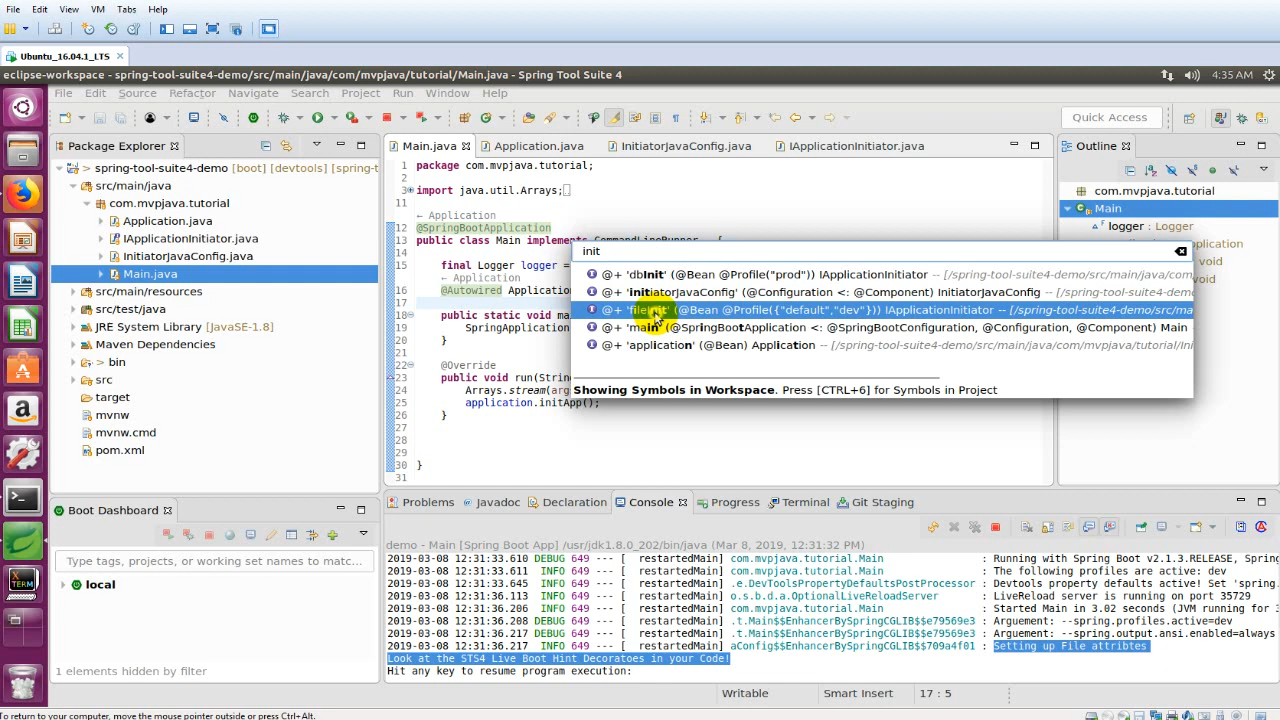 File Edit View VM Tabs Help
Ubuntu_16.04.1_LTS
eclipse-workspace - spring-tool-suite4-demo/src/main/java/com/mvpjava/tutorial/Main.java - Spring Tool Suite 4
4:35 AM
File Edit Source Refactor Navigate Search Project Run Window Help
Quick Access
Package Explorer
> spring-tool-suite4-demo [boot] [devtools] [spring-t
src/main/java
com.mvpjava.tutorial
Application.java
IApplicationInitiator.java
InitiatorJavaConfig.java
Main.java
src/main/resources
src/test/java
JRE System Library [JavaSE-1.8]
Maven Dependencies
> bin
src
target
mvnw
mvnw.cmd
pom.xml
Main.java Application.java InitiatorJavaConfig.java IApplicationInitiator.java
1 package com.mvpjava.tutorial;
2
3 import java.util.Arrays;
11
← Application
12 @SpringBootApplication
13 public class Main implements CommandLineRunner {
14
15 final Logger logger =
← Application
16 @Autowired Application
17
18 public static void ma
19 SpringApplication.
20 }
21
22 @Override
23 public void run(Strin
24 Arrays.stream(arg
25 application.initApp();
26 }
27
28
29
30 }
31
init
@+ 'dbInit' (@Bean @Profile("prod")) IApplicationInitiator -- [/spring-tool-suite4-demo/src/main/java/com/
@+ 'initiatorJavaConfig' (@Configuration <: @Component) InitiatorJavaConfig -- [/spring-tool-suite4-demo
@+ 'fileInit' (@Bean @Profile({"default","dev"})) IApplicationInitiator -- [/spring-tool-suite4-demo/src/ma
@+ 'main' (@SpringBootApplication <: @SpringBootConfiguration, @Configuration, @Component) Main -
@+ 'application' (@Bean) Application -- [/spring-tool-suite4-demo/src/main/java/com/mvpjava/tutorial/Ini
Showing Symbols in Workspace. Press [CTRL+6] for Symbols in Project
Outline
com.mvpjava.tutorial
Main
logger : Logger
Boot Dashboard
Type tags, projects, or working set names to matc...
local
1 elements hidden by filter
Problems Javadoc Declaration Console Progress Terminal Git Staging
demo - Main [Spring Boot App] /usr/jdk1.8.0_202/bin/java (Mar 8, 2019, 12:31:32 PM)
2019-03-08 12:31:33.610 DEBUG 649 --- [ restartedMain] com.mvpjava.tutorial.Main : Running with Spring Boot v2.1.3.RELEASE, Spring
2019-03-08 12:31:33.611 INFO 649 --- [ restartedMain] com.mvpjava.tutorial.Main : The following profiles are active: dev
2019-03-08 12:31:33.645 INFO 649 --- [ restartedMain] .e.DevToolsPropertyDefaultsPostProcessor : Devtools property defaults active! Set 'spring.
2019-03-08 12:31:36.113 INFO 649 --- [ restartedMain] o.s.b.d.a.OptionalLiveReloadServer : LiveReload server is running on port 35729
2019-03-08 12:31:36.206 INFO 649 --- [ restartedMain] com.mvpjava.tutorial.Main : Started Main in 3.02 seconds (JVM running for 3
2019-03-08 12:31:36.208 DEBUG 649 --- [ restartedMain] .t.Main$$EnhancerBySpringCGLIB$$e79569e3 : Argument: --spring.profiles.active=dev
2019-03-08 12:31:36.217 DEBUG 649 --- [ restartedMain] .t.Main$$EnhancerBySpringCGLIB$$e79569e3 : Argument: --spring.output.ansi.enabled=always
2019-03-08 12:31:36.217 INFO 649 --- [ restartedMain] aConfig$$EnhancerBySpringCGLIB$$709a4f01 : Setting up File attribtes
Look at the STS4 Live Boot Hint Decoratoes in your Code!
Hit any key to resume program execution:
Writable Smart Insert 17 : 5
To return to your computer, move the mouse pointer outside or press Ctrl+Alt.